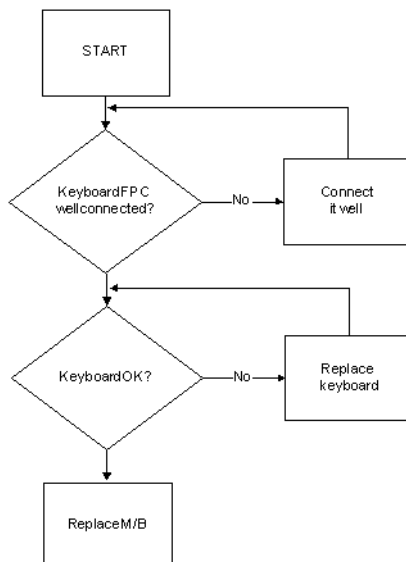 START
KeyboardFPC
wellconnected?
No
Connect
it well
KeyboardOK?
No
Replace
keyboard
ReplaceM/B